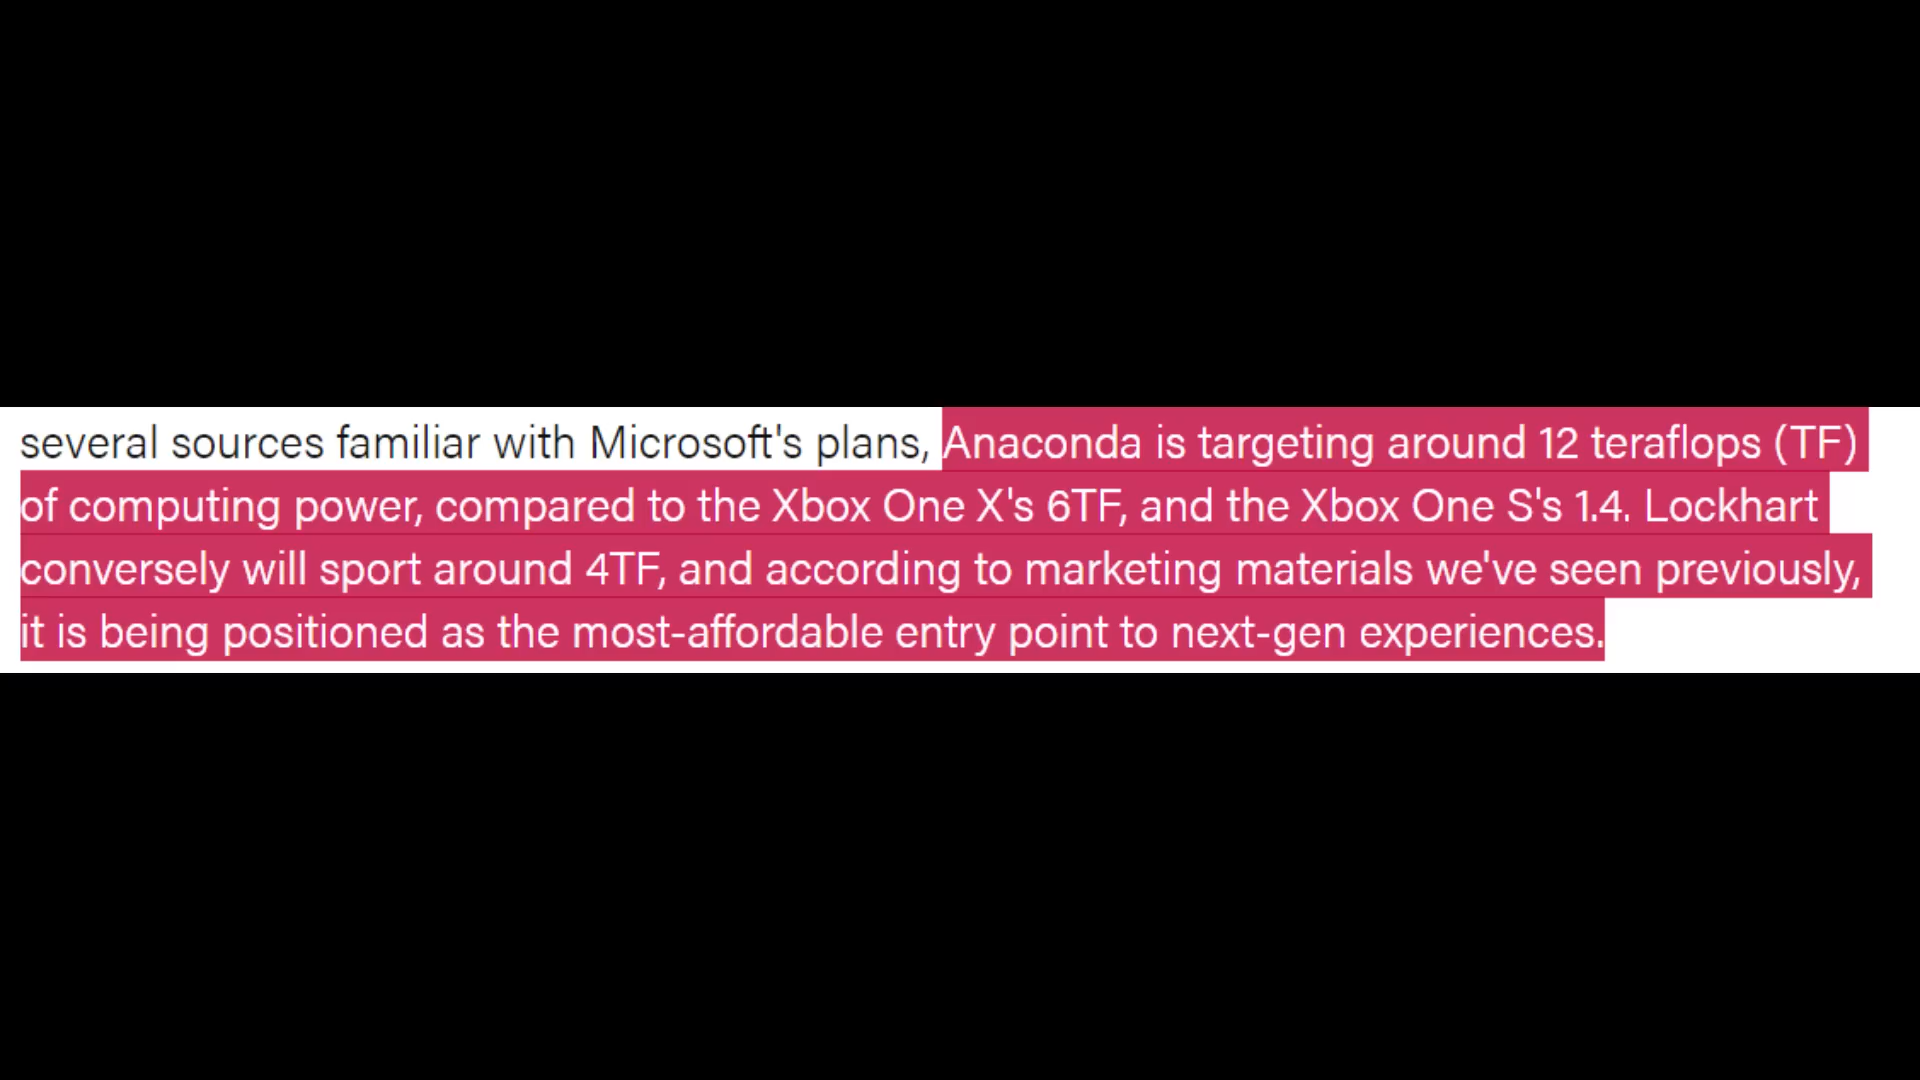 several sources familiar with Microsoft's plans, Anaconda is targeting around 12 teraflops (TF)
of computing power, compared to the Xbox One X's 6TF, and the Xbox One S's 1.4. Lockhart
conversely will sport around 4TF, and according to marketing materials we've seen previously,
it is being positioned as the most-affordable entry point to next-gen experiences.